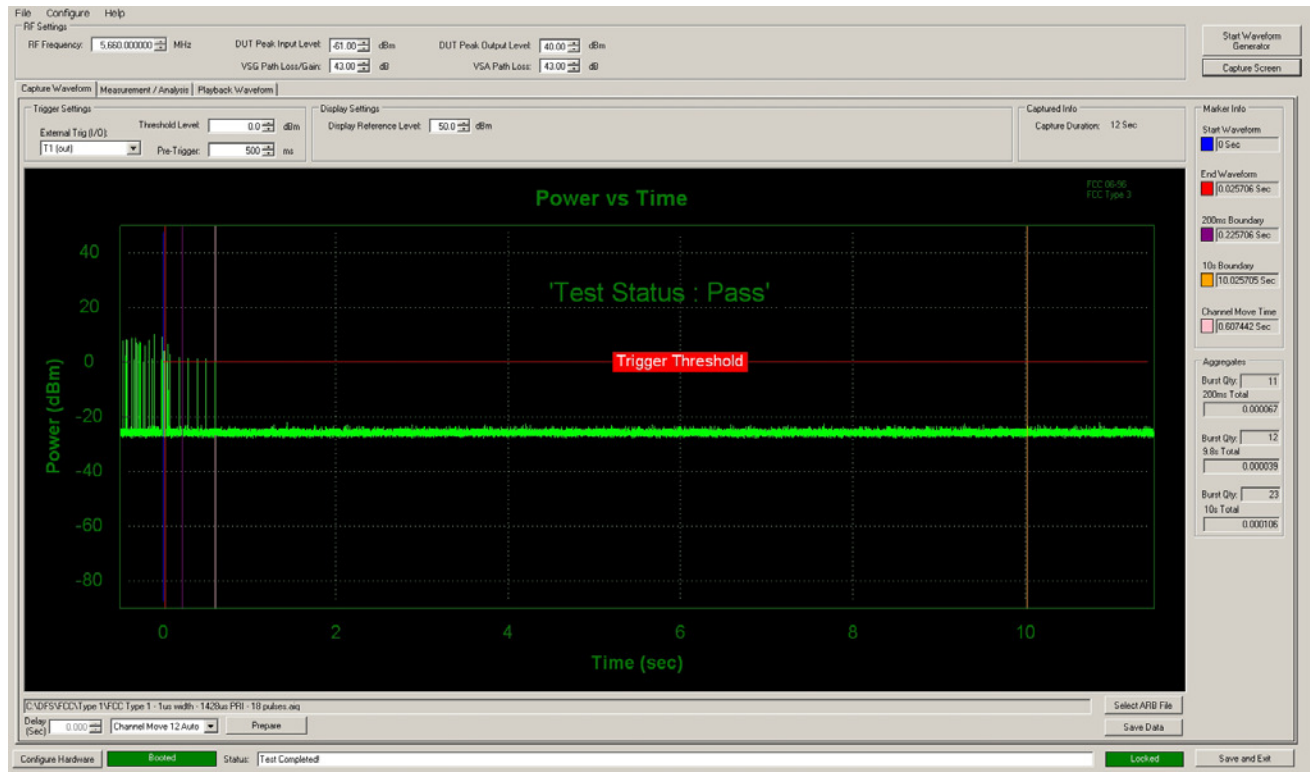 File Configure Help
RF Settings
RF Frequency: 5,660.000000 MHz DUT Peak Input Level: -61.00 dBm DUT Peak Output Level: 40.00 dBm
VSG Path Loss/Gain: 43.00 dB VSA Path Loss: 43.00 dB
Start Waveform Generator
Capture Screen
Capture Waveform Measurement / Analysis Playback Waveform
Trigger Settings
External Trig (I/O):
T1 (out)
Threshold Level: 0.0 dBm
Pre-Trigger: 500 ms
Display Settings
Display Reference Level: 50.0 dBm
Captured Info
Capture Duration: 12 Sec
Power vs Time
FCC 06-96
FCC Type 3
'Test Status : Pass'
Trigger Threshold
Power (dBm)
40
20
0
-20
-40
-60
-80
0 2 4 6 8 10
Time (sec)
Marker Info
Start Waveform
0 Sec
End Waveform
0.025706 Sec
200ms Boundary
0.225706 Sec
10s Boundary
10.025705 Sec
Channel Move Time
0.607442 Sec
Aggregates
Burst Qty: 11
200ms Total
0.000067
Burst Qty: 12
9.8s Total
0.000039
Burst Qty: 23
10s Total
0.000106
C:\DFS\FCC\Type 1\FCC Type 1 - 1us width - 1428us PRI - 18 pulses.aiq
Select ARB File
Delay (Sec) 0.000 Channel Move 12 Auto Prepare
Save Data
Configure Hardware Booted Status: Test Completed! Locked Save and Exit